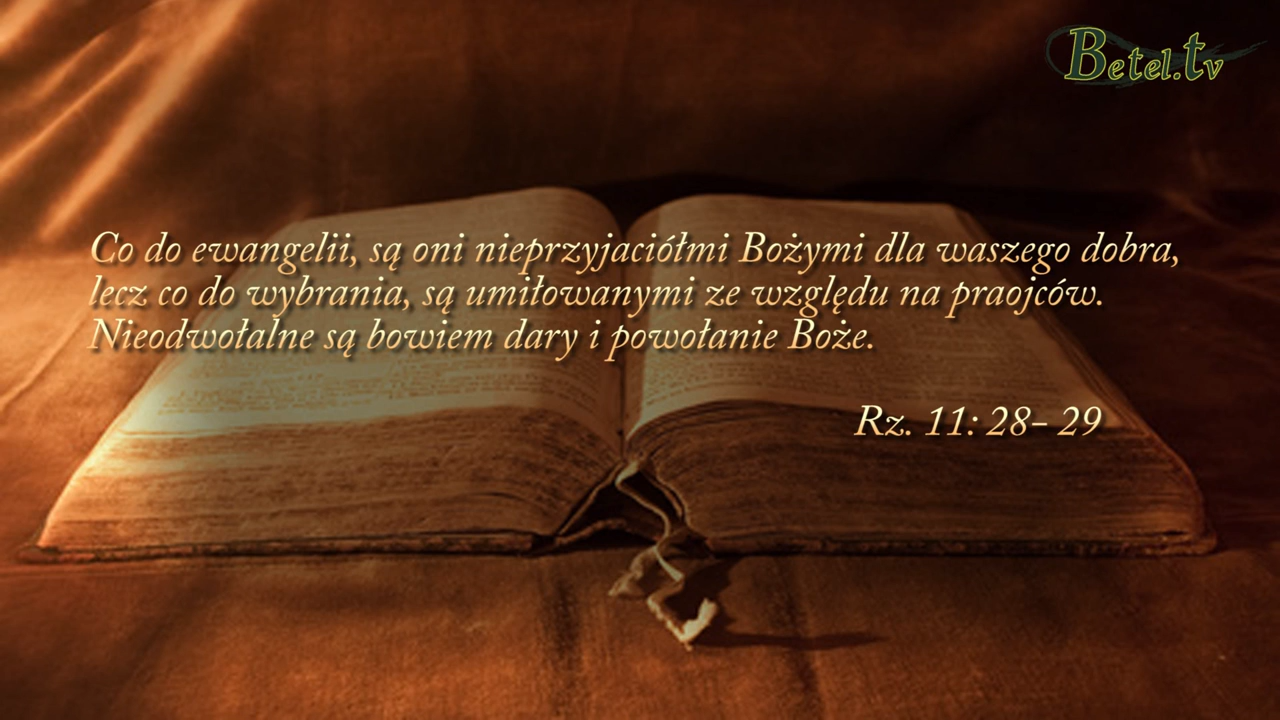 Betel.tv
Co do ewangelii, są oni nieprzyjaciółmi Bożymi dla waszego dobra,
lecz co do wybrania, są umiłowanymi ze względu na praojców.
Nieodwołalne są bowiem dary i powołanie Boże.
Rz. 11: 28- 29